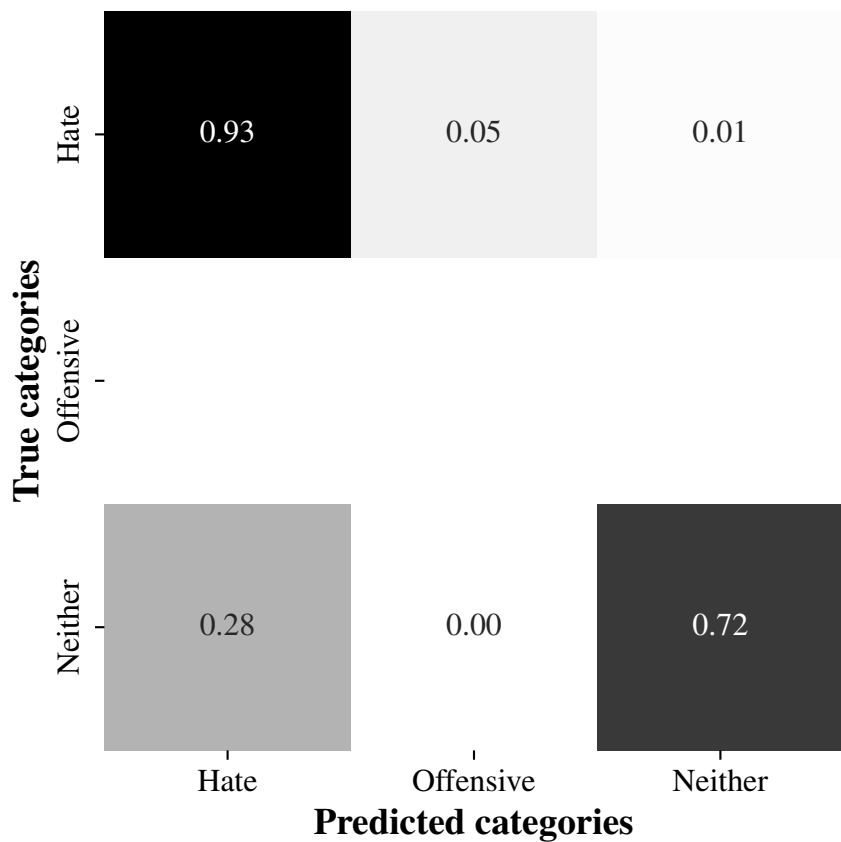 True categories
Hate
0.93 0.05 0.01
Offensive
Neither
0.28 0.00 0.72
Hate Offensive Neither
Predicted categories